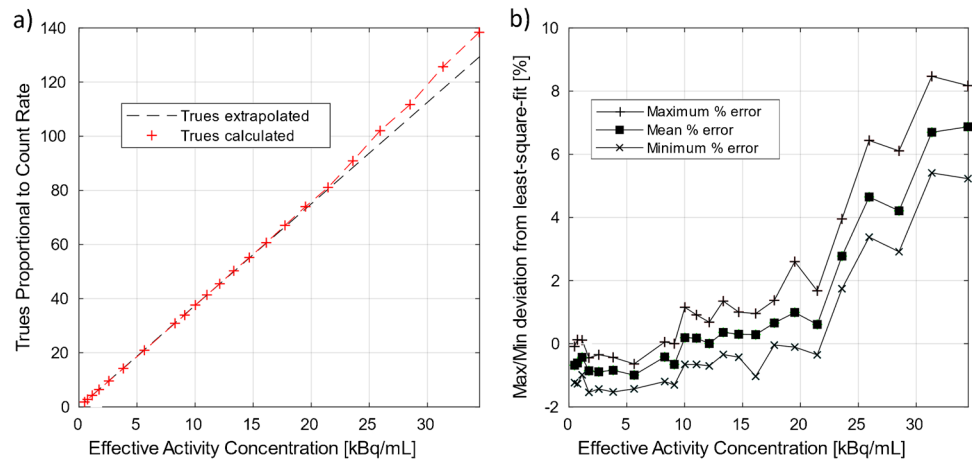 a)
Trues Proportional to Count Rate
140
120
100
80
60
40
20
0
Trues extrapolated
Trues calculated
0 5 10 15 20 25 30
Effective Activity Concentration [kBq/mL]
b)
Max/Min deviation from least-square-fit [%]
10
8
6
4
2
0
-2
Maximum % error
Mean % error
Minimum % error
0 5 10 15 20 25 30
Effective Activity Concentration [kBq/mL]